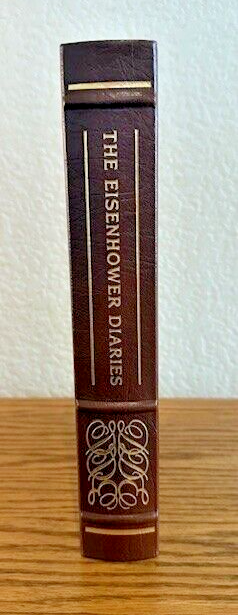 THE EISENHOWER DIARIES